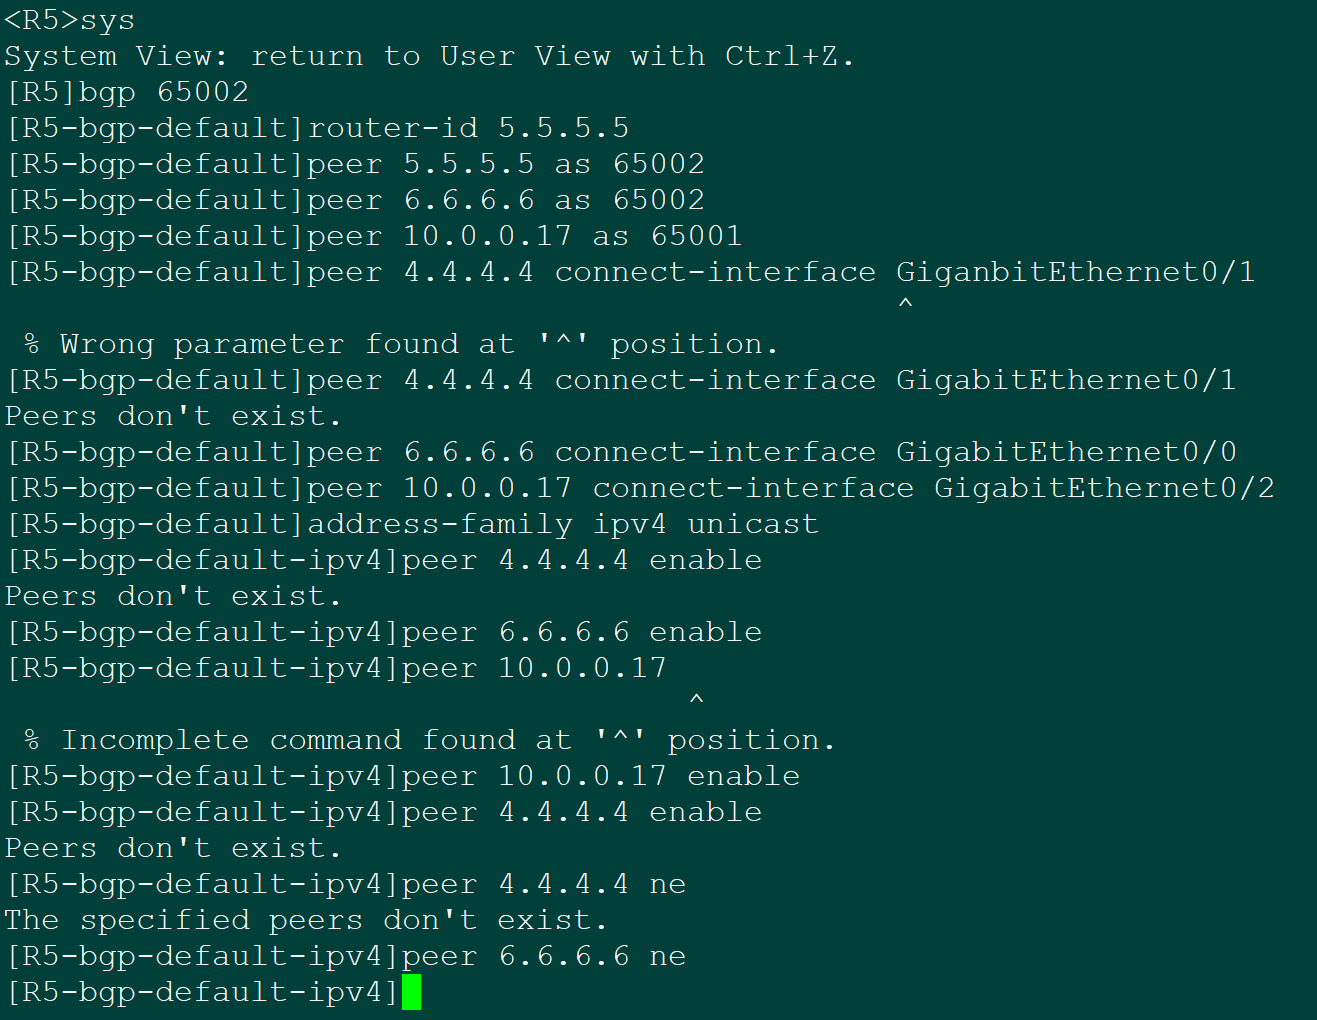 <R5>sys
System View: return to User View with Ctrl+Z.
[R5]bgp 65002
[R5-bgp-default]router-id 5.5.5.5
[R5-bgp-default]peer 5.5.5.5 as 65002
[R5-bgp-default]peer 6.6.6.6 as 65002
[R5-bgp-default]peer 10.0.0.17 as 65001
[R5-bgp-default]peer 4.4.4.4 connect-interface GiganbitEthernet0/1
^
% Wrong parameter found at '^' position.
[R5-bgp-default]peer 4.4.4.4 connect-interface GigabitEthernet0/1
Peers don't exist.
[R5-bgp-default]peer 6.6.6.6 connect-interface GigabitEthernet0/0
[R5-bgp-default]peer 10.0.0.17 connect-interface GigabitEthernet0/2
[R5-bgp-default]address-family ipv4 unicast
[R5-bgp-default-ipv4]peer 4.4.4.4 enable
Peers don't exist.
[R5-bgp-default-ipv4]peer 6.6.6.6 enable
[R5-bgp-default-ipv4]peer 10.0.0.17
^
% Incomplete command found at '^' position.
[R5-bgp-default-ipv4]peer 10.0.0.17 enable
[R5-bgp-default-ipv4]peer 4.4.4.4 enable
Peers don't exist.
[R5-bgp-default-ipv4]peer 4.4.4.4 ne
The specified peers don't exist.
[R5-bgp-default-ipv4]peer 6.6.6.6 ne
[R5-bgp-default-ipv4]